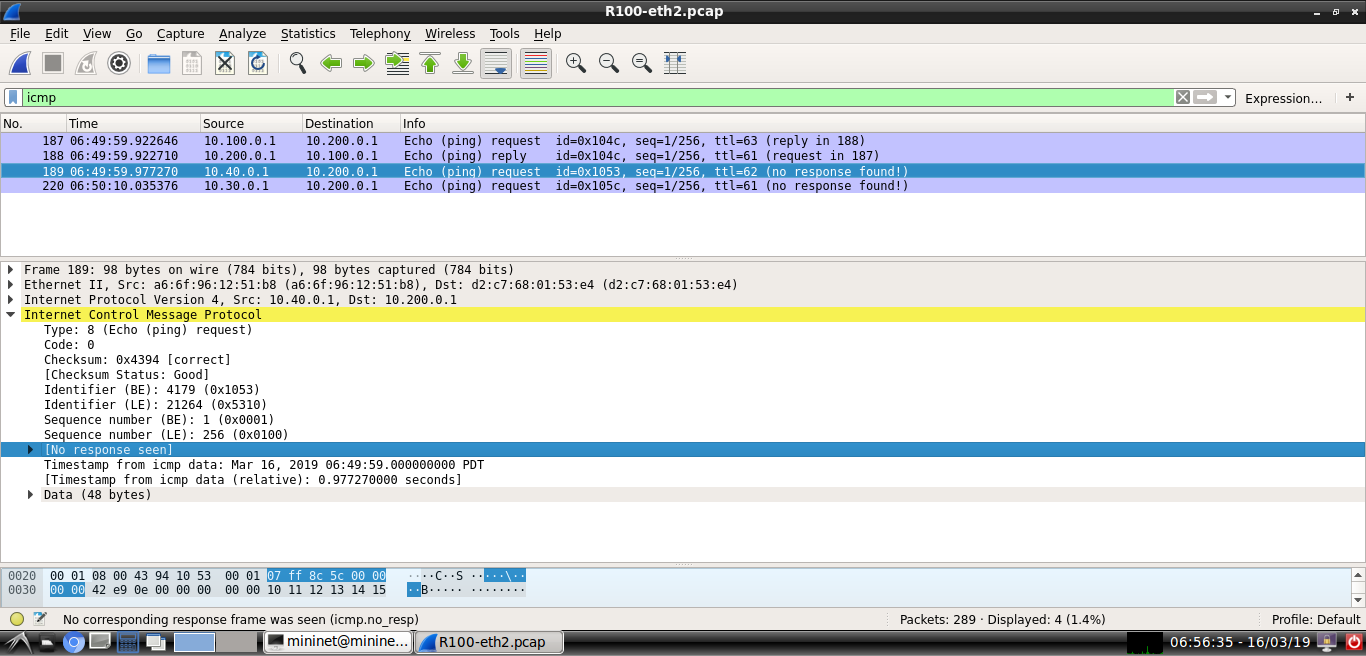 R100-eth2.pcap
File Edit View Go Capture Analyze Statistics Telephony Wireless Tools Help
icmp Expression… +
No. Time Source Destination Info
187 06:49:59.922646 10.100.0.1 10.200.0.1 Echo (ping) request id=0x104c, seq=1/256, ttl=63 (reply in 188)
188 06:49:59.922710 10.200.0.1 10.100.0.1 Echo (ping) reply id=0x104c, seq=1/256, ttl=61 (request in 187)
189 06:49:59.977270 10.40.0.1 10.200.0.1 Echo (ping) request id=0x1053, seq=1/256, ttl=62 (no response found!)
220 06:50:10.035376 10.30.0.1 10.200.0.1 Echo (ping) request id=0x105c, seq=1/256, ttl=61 (no response found!)
Frame 189: 98 bytes on wire (784 bits), 98 bytes captured (784 bits)
Ethernet II, Src: a6:6f:96:12:51:b8 (a6:6f:96:12:51:b8), Dst: d2:c7:68:01:53:e4 (d2:c7:68:01:53:e4)
Internet Protocol Version 4, Src: 10.40.0.1, Dst: 10.200.0.1
Internet Control Message Protocol
Type: 8 (Echo (ping) request)
Code: 0
Checksum: 0x4394 [correct]
[Checksum Status: Good]
Identifier (BE): 4179 (0x1053)
Identifier (LE): 21264 (0x5310)
Sequence number (BE): 1 (0x0001)
Sequence number (LE): 256 (0x0100)
[No response seen]
Timestamp from icmp data: Mar 16, 2019 06:49:59.000000000 PDT
[Timestamp from icmp data (relative): 0.977270000 seconds]
Data (48 bytes)
0020 00 01 08 00 43 94 10 53 00 01 07 ff 8c 5c 00 00 ····C··S ·····\··
0030 00 00 42 e9 0e 00 00 00 00 00 10 11 12 13 14 15 ··B····· ········
No corresponding response frame was seen (icmp.no_resp) Packets: 289 · Displayed: 4 (1.4%) Profile: Default
mininet@minine... R100-eth2.pcap 06:56:35 - 16/03/19